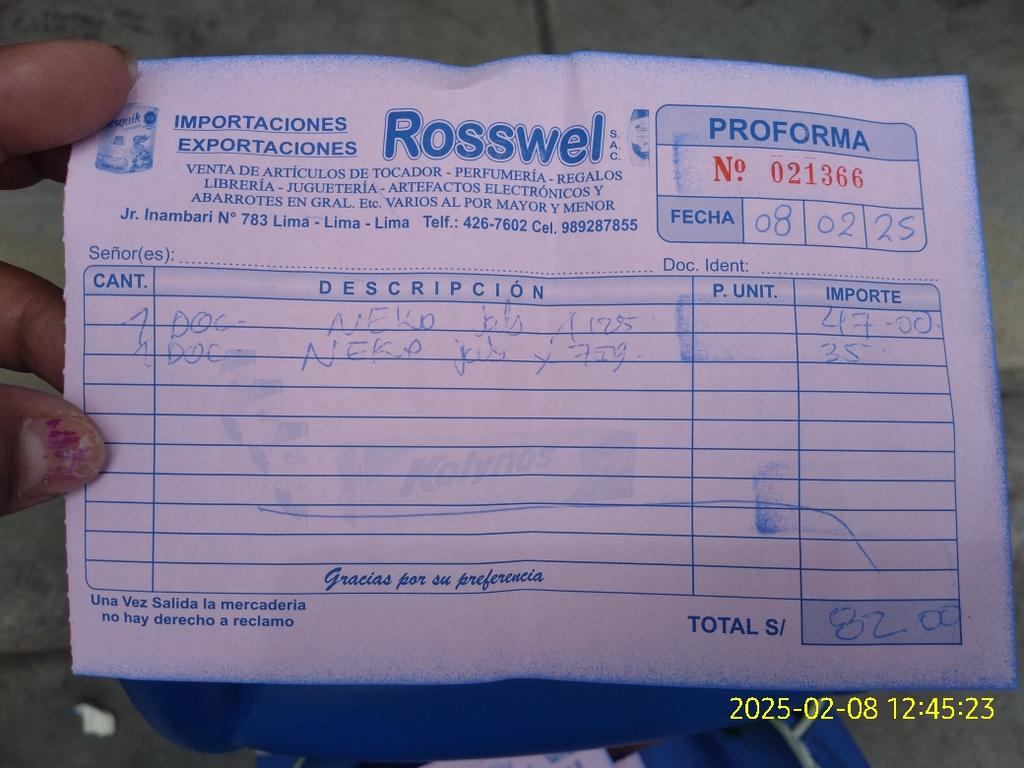 Nesquik
IMPORTACIONES
EXPORTACIONES
Rosswel S.A.C.
VENTA DE ARTÍCULOS DE TOCADOR - PERFUMERÍA - REGALOS
LIBRERÍA - JUGUETERÍA - ARTEFACTOS ELECTRÓNICOS Y
ABARROTES EN GRAL. Etc. VARIOS AL POR MAYOR Y MENOR
Jr. Inambari N° 783 Lima - Lima - Lima Telf.: 426-7602 Cel. 989287855
PROFORMA
Nº 021366
FECHA 08 02 25
Señor(es): Doc. Ident:
CANT. DESCRIPCIÓN P. UNIT. IMPORTE
1 DOC- NEKO 125 47-00
1 DOC- NEKO x 75g 35
Kolynos
Gracias por su preferencia
Una Vez Salida la mercaderia
no hay derecho a reclamo
TOTAL S/ 82.00
2025-02-08 12:45:23